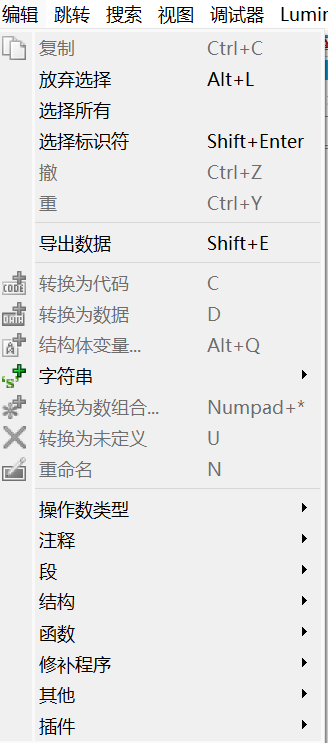 编辑 跳转 搜索 视图 调试器 Lumin
复制 Ctrl+C
放弃选择 Alt+L
选择所有
选择标识符 Shift+Enter
撤 Ctrl+Z
重 Ctrl+Y
导出数据 Shift+E
转换为代码 C
转换为数据 D
结构体变量... Alt+Q
字符串
转换为数组合... Numpad+*
转换为未定义 U
重命名 N
操作数类型
注释
段
结构
函数
修补程序
其他
插件